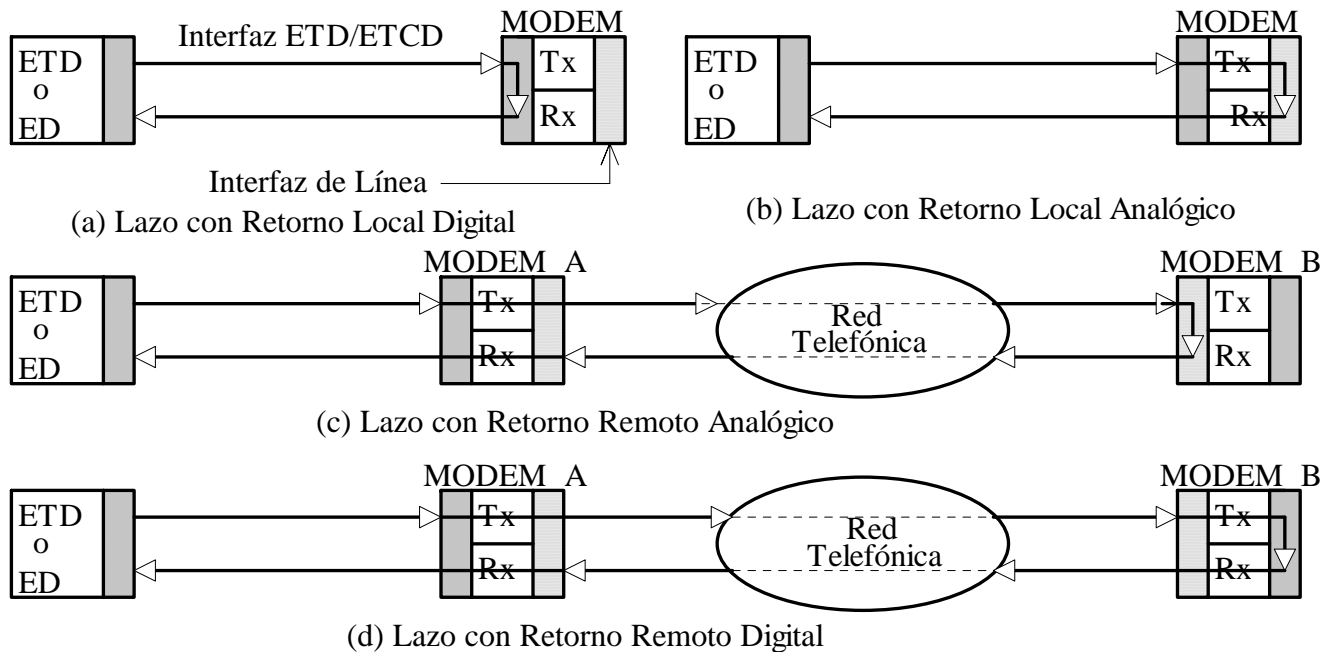 MODEM
MODEM
Interfaz ETD/ETCD
ETD
o
ED
Tx
Rx
ETD
o
ED
Tx
Rx
Interfaz de Línea
(a) Lazo con Retorno Local Digital
(b) Lazo con Retorno Local Analógico
MODEM A
MODEM B
ETD
o
ED
Tx
Rx
Red
Telefónica
Tx
Rx
(c) Lazo con Retorno Remoto Analógico
MODEM A
MODEM B
ETD
o
ED
Tx
Rx
Red
Telefónica
Tx
Rx
(d) Lazo con Retorno Remoto Digital